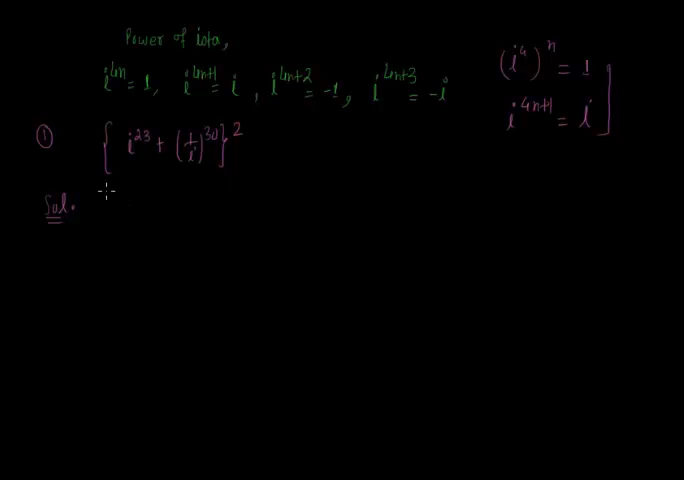 Power of iota,
i^4n = 1, i^4n+1 = i, i^4n+2 = -1, i^4n+3 = -i
(i^4)^n = 1
i^4n+1 = i
① { i^23 + (1/i)^30 }^2
Sol.